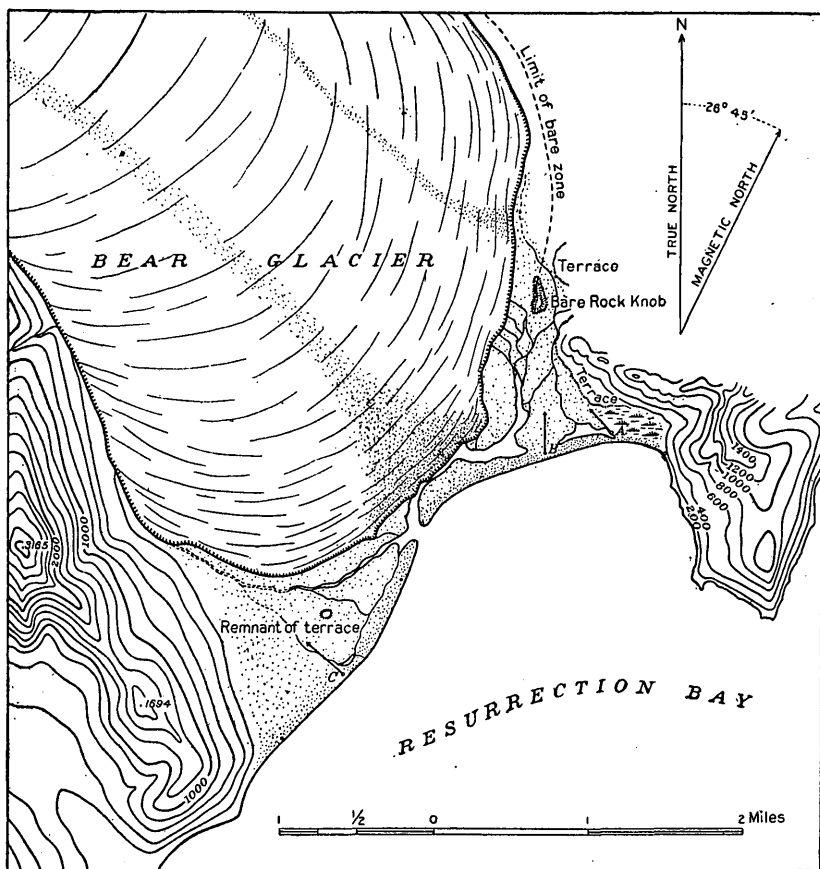 N
Limit of bare zone
26° 45'
TRUE NORTH
MAGNETIC NORTH
BEAR GLACIER
Terrace
Bare Rock Knob
Terrace
A
1400
1200
1000
800
600
400
200
1000
2000
3165
Remnant of terrace
C
1694
1000
RESURRECTION BAY
1 ½ 0 1 2 Miles